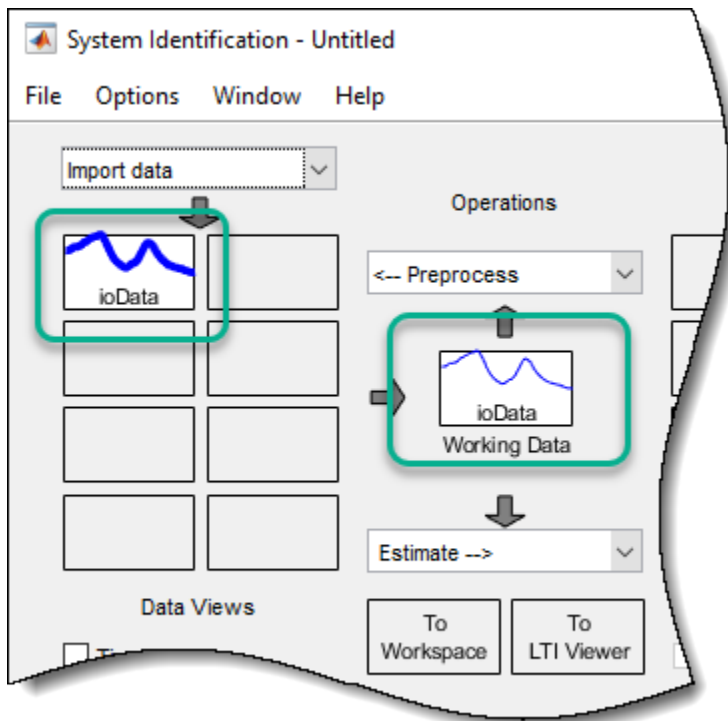 System Identification - Untitled
File Options Window Help
Import data
Operations
<-- Preprocess
ioData
ioData
Working Data
Estimate -->
Data Views
To Workspace
To LTI Viewer